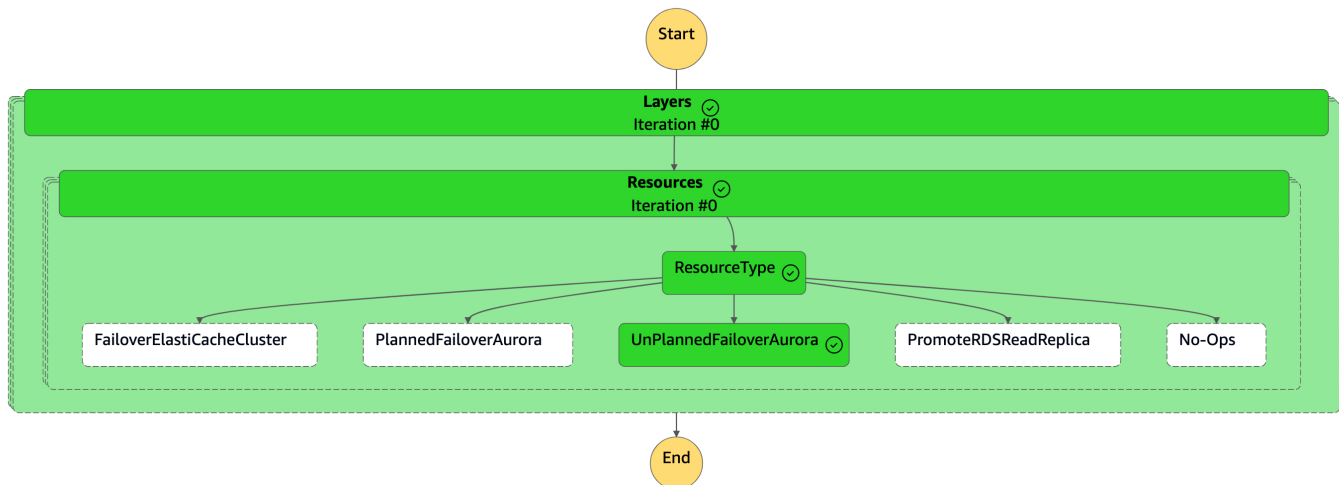 Start
Layers
Iteration #0
Resources
Iteration #0
ResourceType
FailoverElastiCacheCluster
PlannedFailoverAurora
UnPlannedFailoverAurora
PromoteRDSReadReplica
No-Ops
End